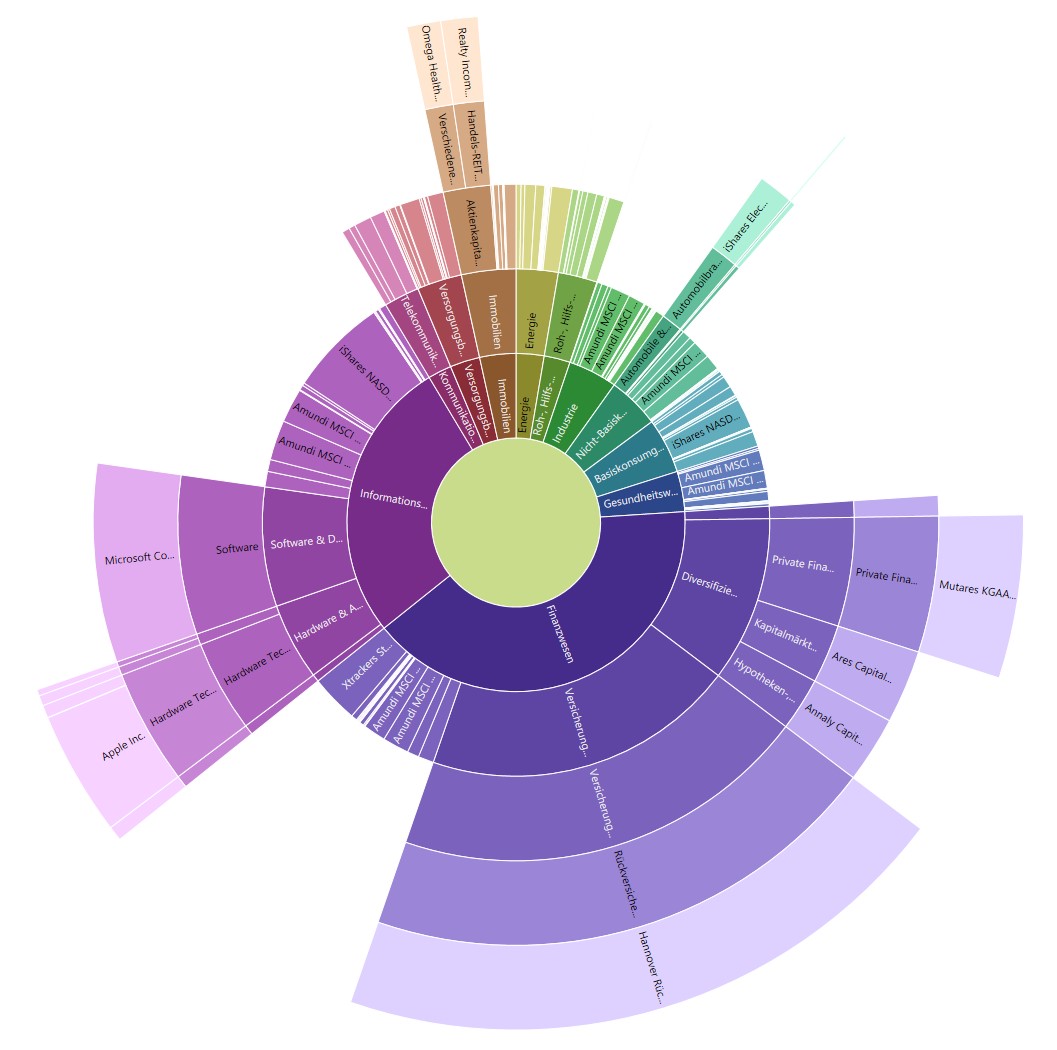 Omega Health...
Realty Incom...
Verschiedene...
Handels-REIT...
Aktienkapita...
Immobilien
Immobilien
Energie
Energie
Roh-, Hilfs-...
Roh-, Hilfs-...
Amundi MSCI ...
Amundi MSCI ...
Industrie
iShares Elec...
Automobilbra...
Automobile &...
Amundi MSCI ...
Nicht-Basisk...
iShares NASD...
Basiskonsumg...
Amundi MSCI ...
Amundi MSCI ...
Gesundheitsw...
Diversifizie...
Private Fina...
Private Fina...
Mutares KGAA...
Kapitalmärkt...
Ares Capital...
Hypotheken-...
Annaly Capit...
Finanzwesen
Versicherung...
Versicherung...
Rückversiche...
Hannover Rüc...
Amundi MSCI ...
Amundi MSCI ...
Xtrackers St...
Informations...
Hardware & A...
Hardware Tec...
Hardware Tec...
Apple Inc.
Software & D...
Software
Microsoft Co...
Amundi MSCI ...
Amundi MSCI ...
iShares NASD...
Kommunikatio...
Telekommunik...
Versorgungsb...
Versorgungsb...